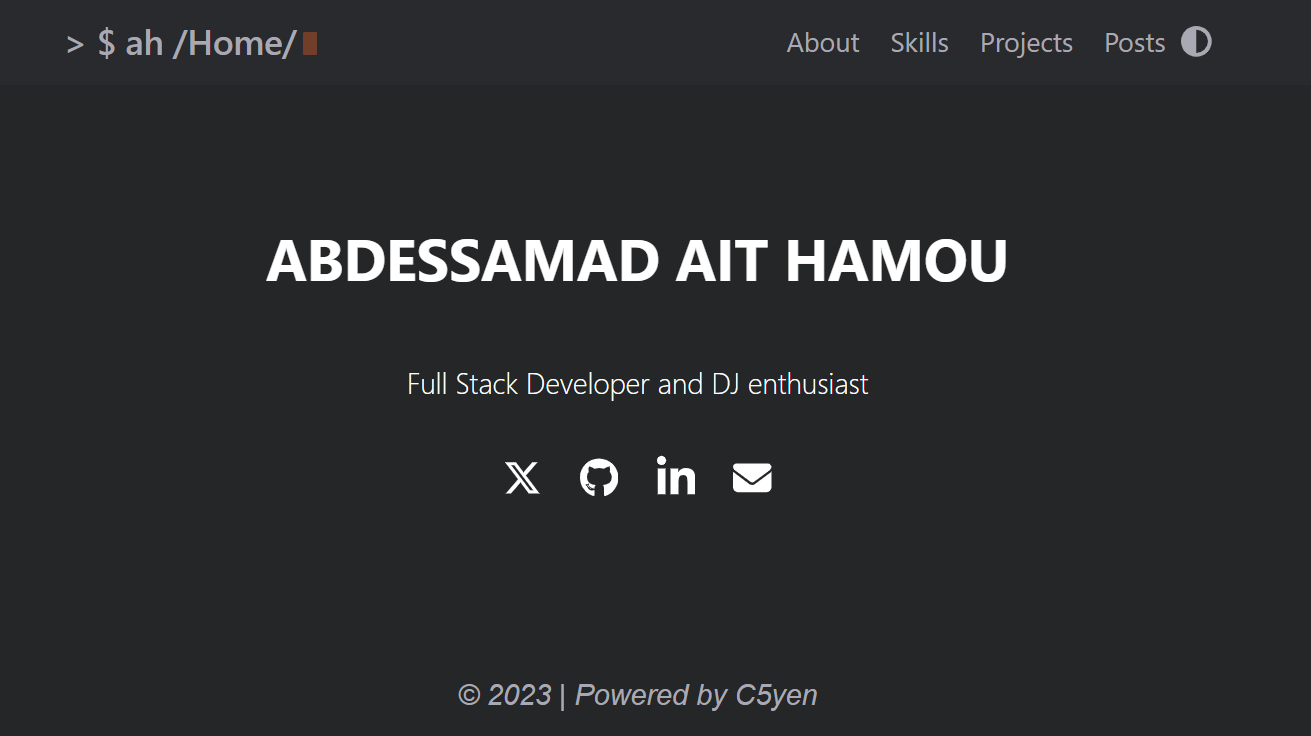 > $ ah /Home/
About Skills Projects Posts
ABDESSAMAD AIT HAMOU
Full Stack Developer and DJ enthusiast
© 2023 | Powered by C5yen